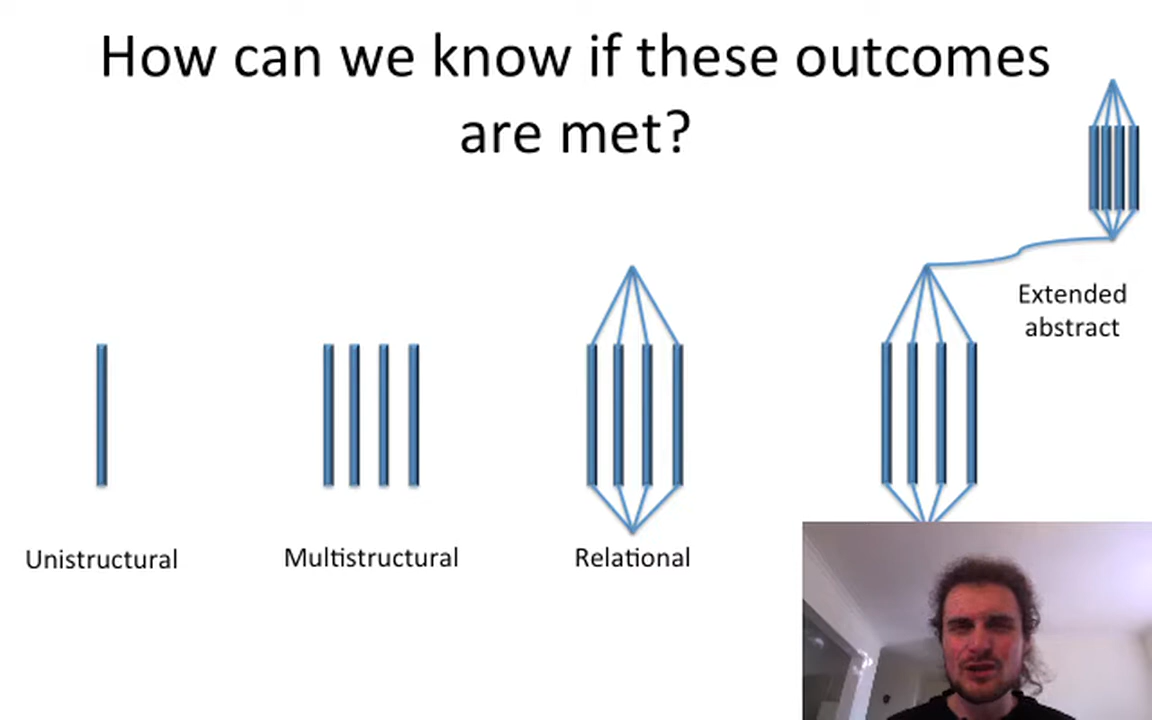 How can we know if these outcomes
are met?
Extended
abstract
Unistructural
Multistructural
Relational